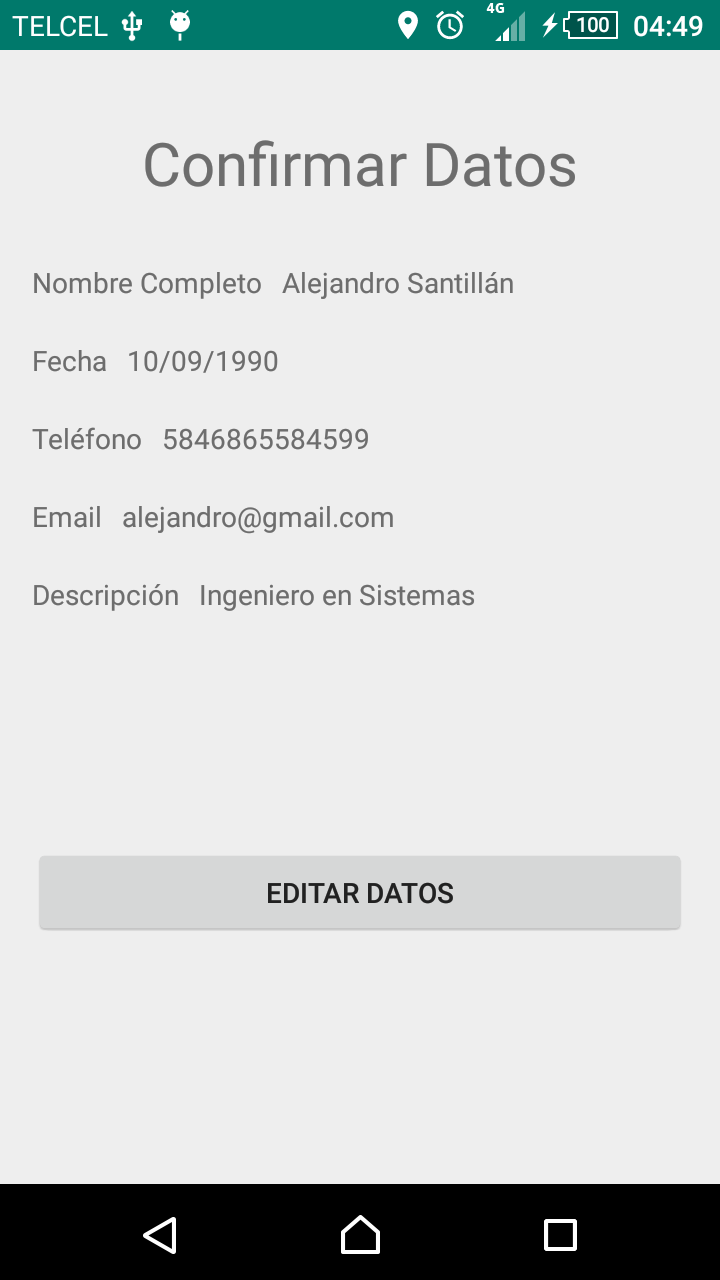 TELCEL 4G 100 04:49
Confirmar Datos
Nombre Completo Alejandro Santillán
Fecha 10/09/1990
Teléfono 5846865584599
Email alejandro@gmail.com
Descripción Ingeniero en Sistemas
EDITAR DATOS